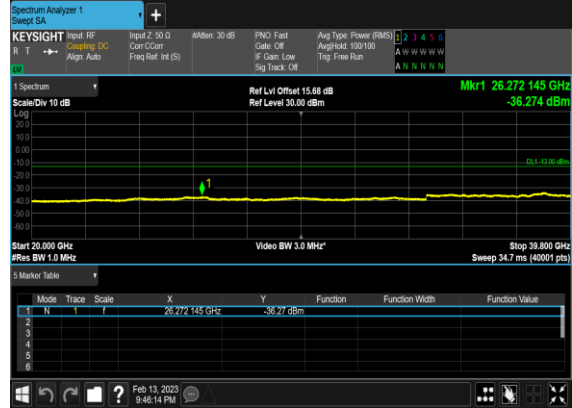 Spectrum Analyzer 1
Swept SA
+
KEYSIGHT
R T
Input: RF
Coupling: DC
Align: Auto
Input Z: 50 Ω
Corr CCorr
Freq Ref: Int (S)
#Atten: 30 dB
PNO: Fast
Gate: Off
IF Gain: Low
Sig Track: Off
Avg Type: Power (RMS)
Avg|Hold: 100/100
Trig: Free Run
1 2 3 4 5 6
A W W W W W
A N N N N N
1 Spectrum
Scale/Div 10 dB
Ref Lvl Offset 15.68 dB
Ref Level 30.00 dBm
Mkr1 26.272 145 GHz
-36.274 dBm
Log
20.0
10.0
0.00
-10.0
-20.0
-30.0
-40.0
-50.0
-60.0
1
DL1 -13.00 dBm
Start 20.000 GHz
#Res BW 1.0 MHz
Video BW 3.0 MHz*
Stop 39.800 GHz
Sweep 34.7 ms (40001 pts)
5 Marker Table
Mode Trace Scale X Y Function Function Width Function Value
1 N 1 f 26.272 145 GHz -36.27 dBm
2
3
4
5
6
?
Feb 13, 2023
9:46:14 PM